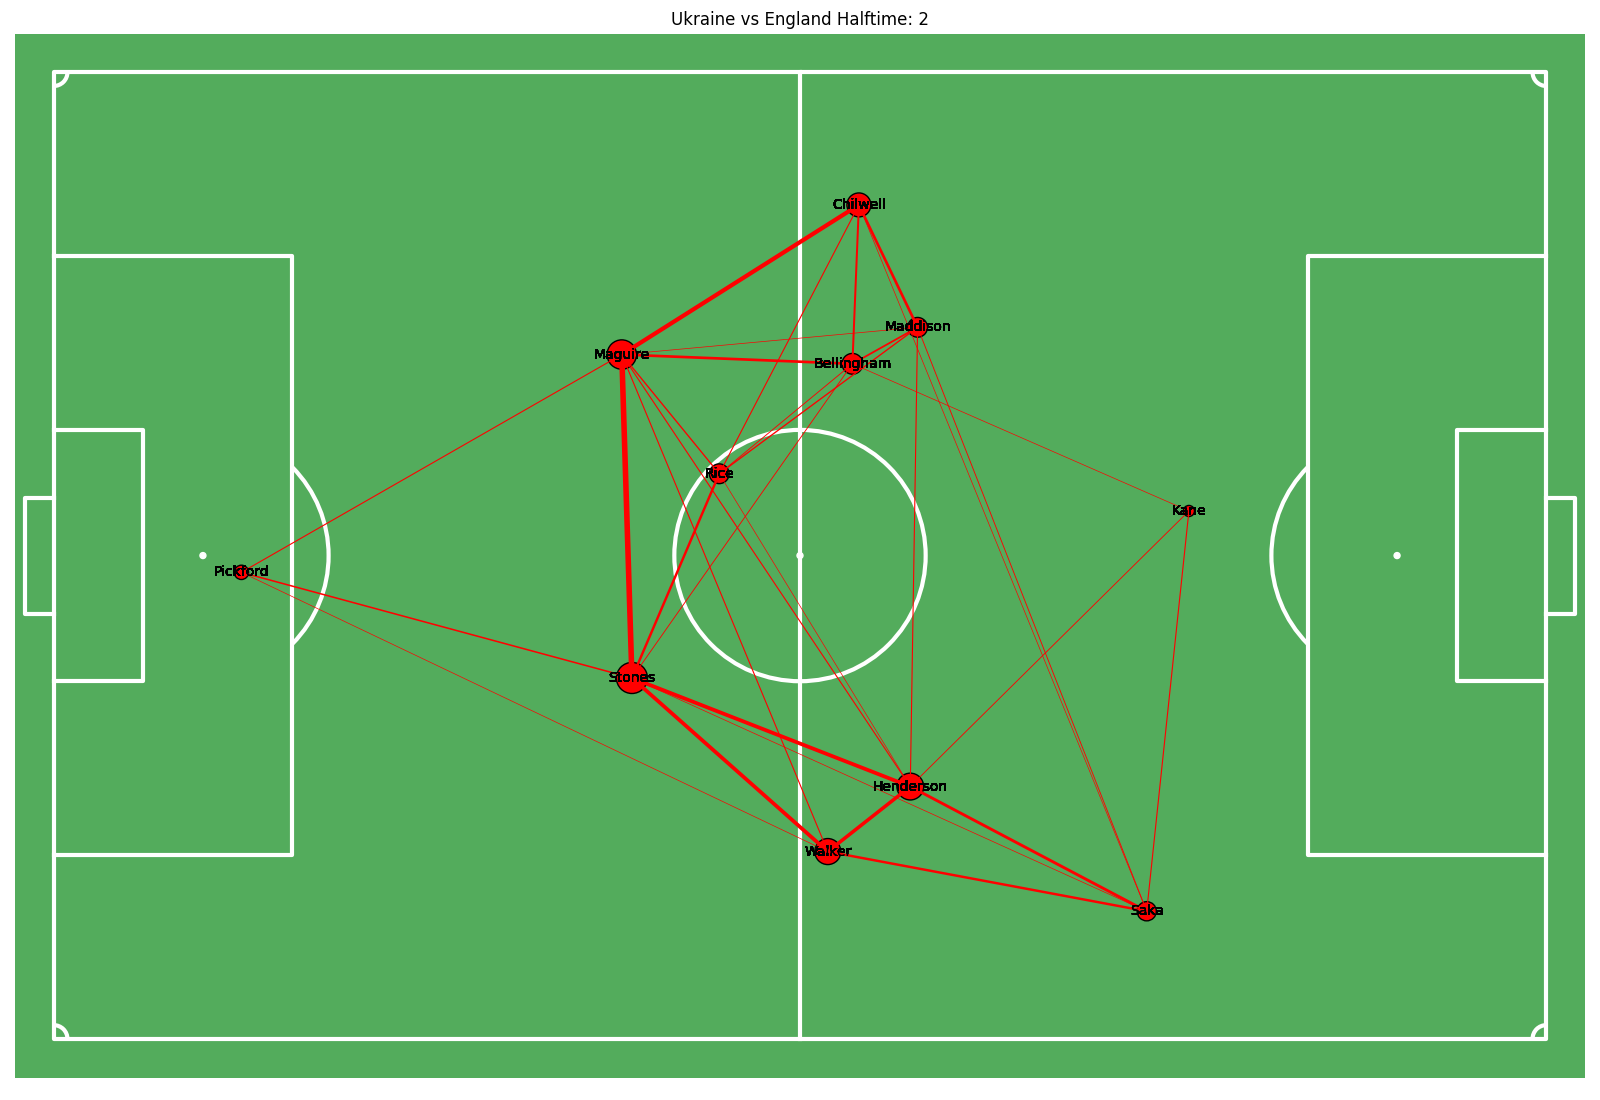 Ukraine vs England Halftime: 2
Chilwell
Maddison
Maguire
Bellingham
Rice
Kane
Pickford
Stones
Henderson
Walker
Saka